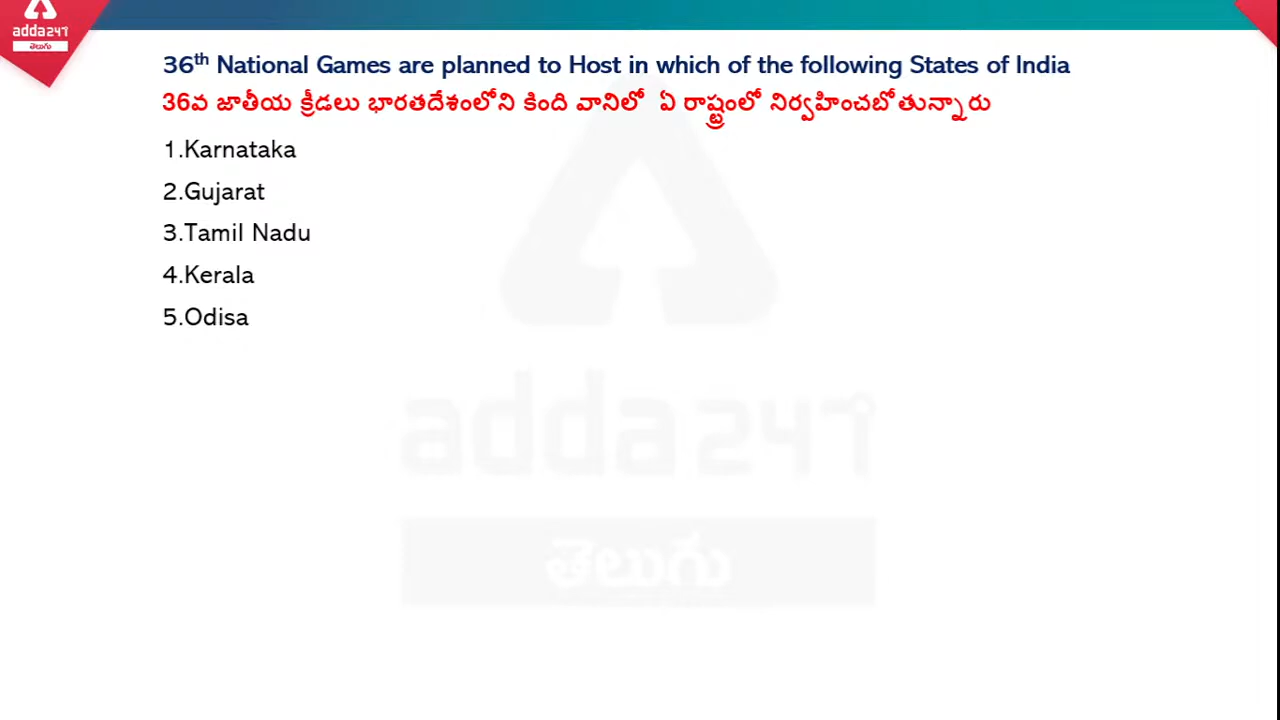 adda247
తెలుగు
36th National Games are planned to Host in which of the following States of India
36వ జాతీయ క్రీడలు భారతదేశంలోని కింది వానిలో ఏ రాష్ట్రంలో నిర్వహించబోతున్నారు
1.Karnataka
2.Gujarat
3.Tamil Nadu
4.Kerala
5.Odisa
adda247
తెలుగు